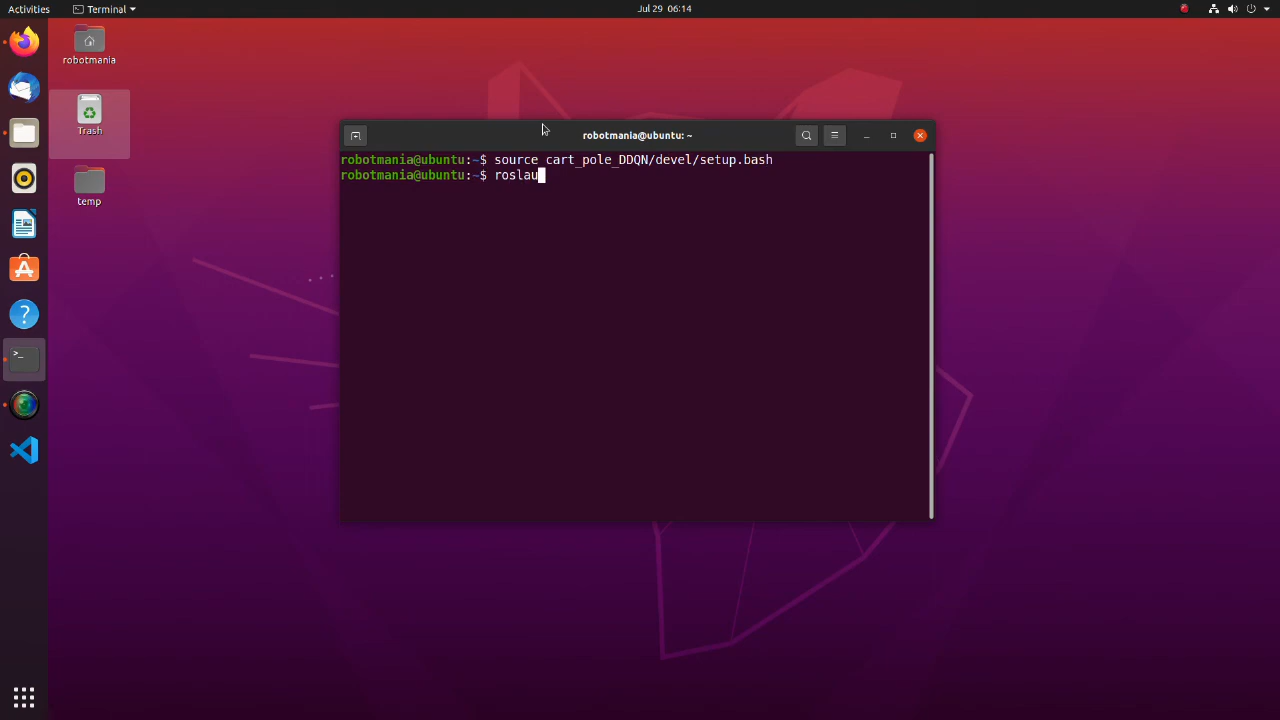 Activities
Terminal
Jul 29 06:14
robotmania
Trash
temp
robotmania@ubuntu: ~
robotmania@ubuntu:~$ source cart_pole_DDQN/devel/setup.bash
robotmania@ubuntu:~$ roslau